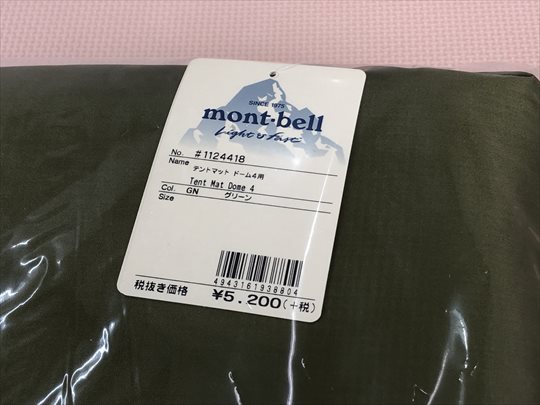 SINCE 1975
mont-bell
Light & Fast
No. #1124418
Name テントマット ドーム4用
Tent Mat Dome 4
Col. GN グリーン
Size
4943161938804
税抜き価格 ¥5,200(+税)